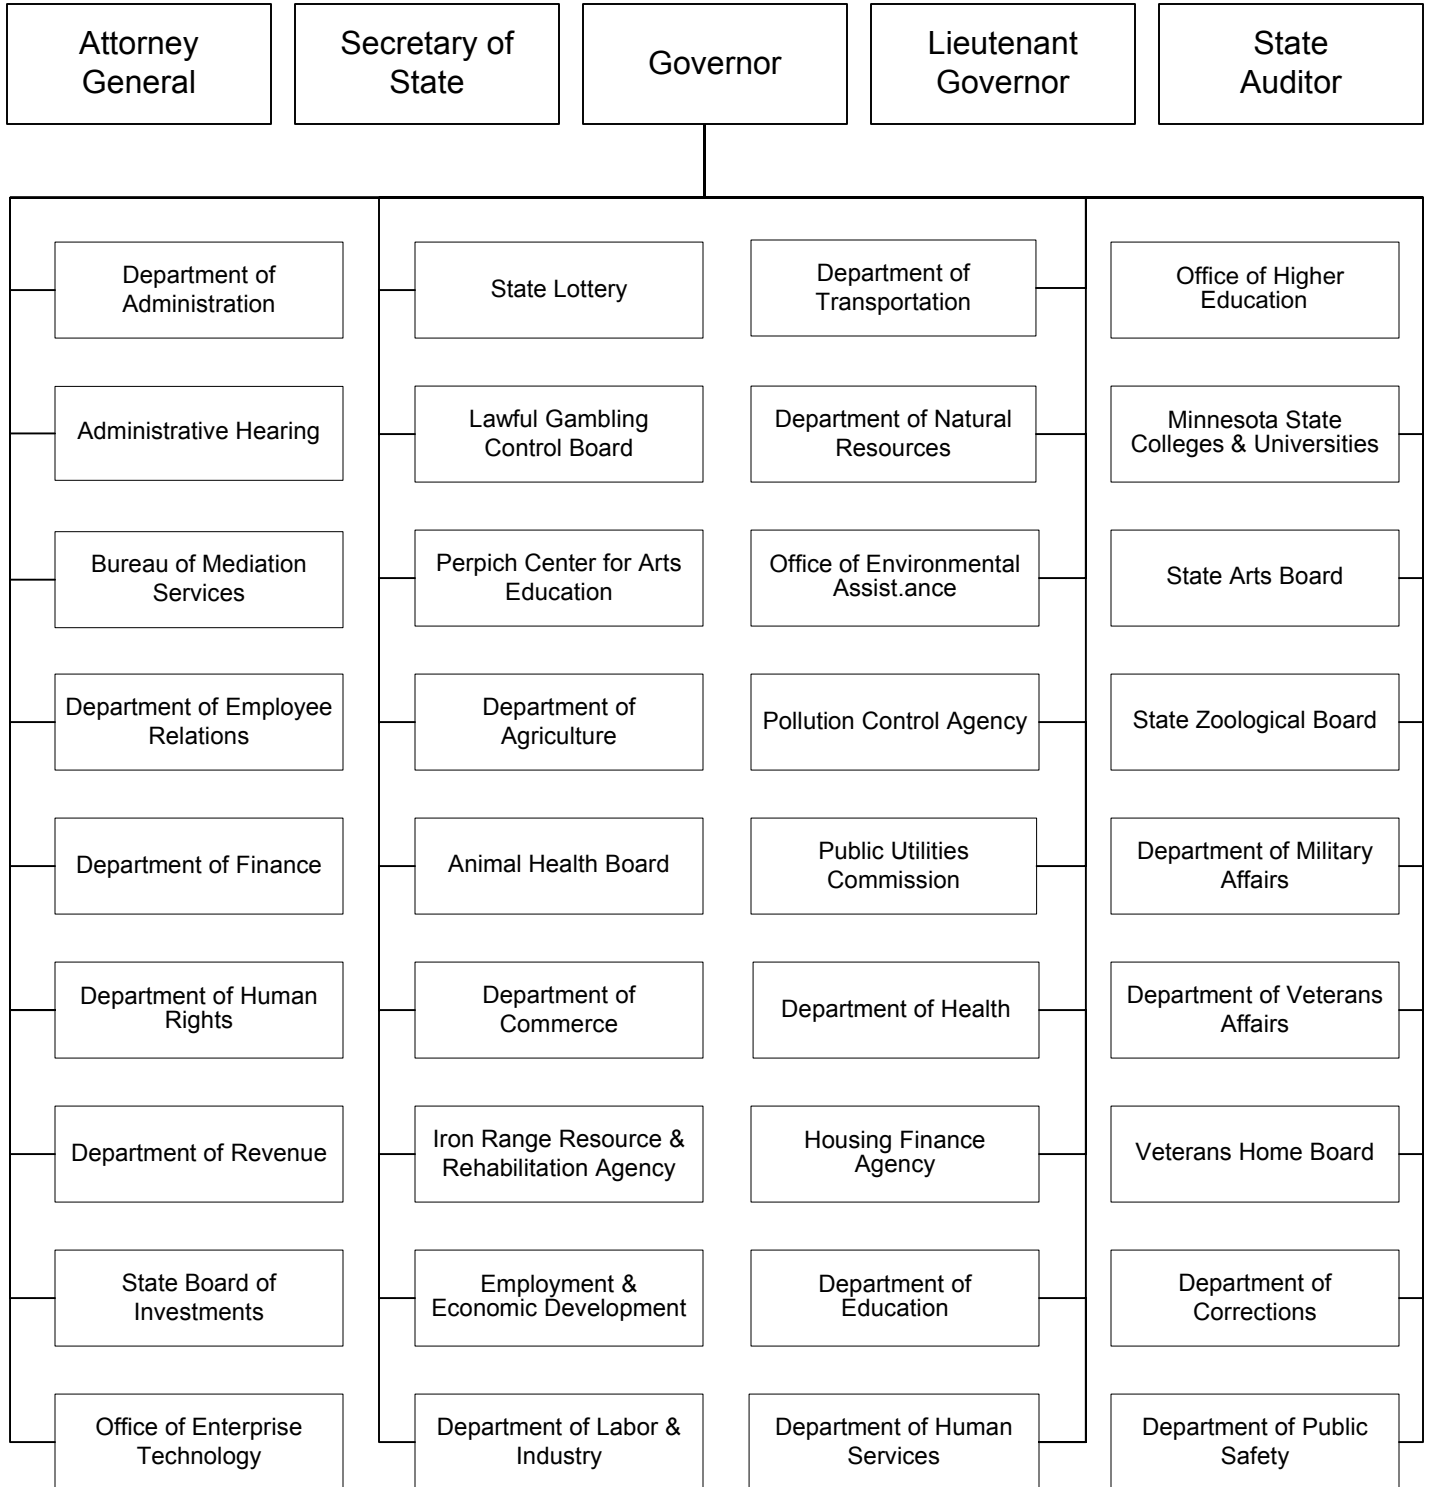 Attorney
General
Secretary of
State
Governor
Lieutenant
Governor
State
Auditor
Department of
Administration
State Lottery
Department of
Transportation
Office of Higher
Education
Administrative Hearing
Lawful Gambling
Control Board
Department of Natural
Resources
Minnesota State
Colleges & Universities
Bureau of Mediation
Services
Perpich Center for Arts
Education
Office of Environmental
Assist.ance
State Arts Board
Department of Employee
Relations
Department of
Agriculture
Pollution Control Agency
State Zoological Board
Department of Finance
Animal Health Board
Public Utilities
Commission
Department of Military
Affairs
Department of Human
Rights
Department of
Commerce
Department of Health
Department of Veterans
Affairs
Department of Revenue
Iron Range Resource &
Rehabilitation Agency
Housing Finance
Agency
Veterans Home Board
State Board of
Investments
Employment &
Economic Development
Department of
Education
Department of
Corrections
Office of Enterprise
Technology
Department of Labor &
Industry
Department of Human
Services
Department of Public
Safety